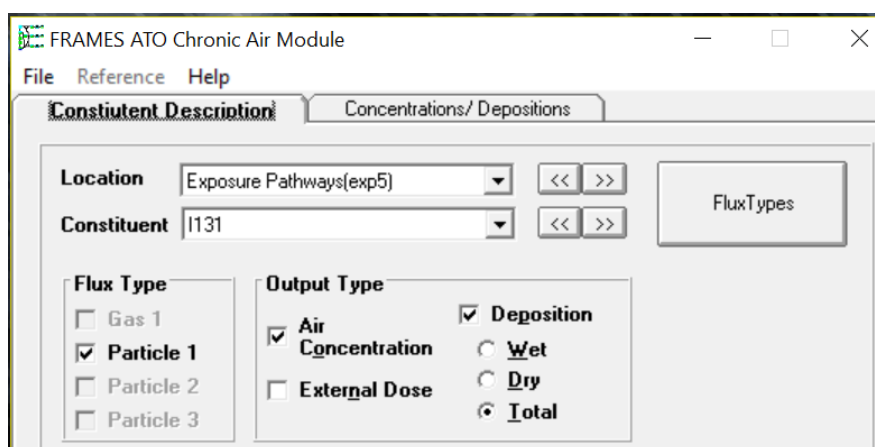 FRAMES ATO Chronic Air Module
File Reference Help
Constiutent Description
Concentrations/ Depositions
Location
Exposure Pathways(exp5)
<< >>
FluxTypes
Constituent
I131
<< >>
Flux Type
Gas 1
Particle 1
Particle 2
Particle 3
Output Type
Air
Concentration
External Dose
Deposition
Wet
Dry
Total